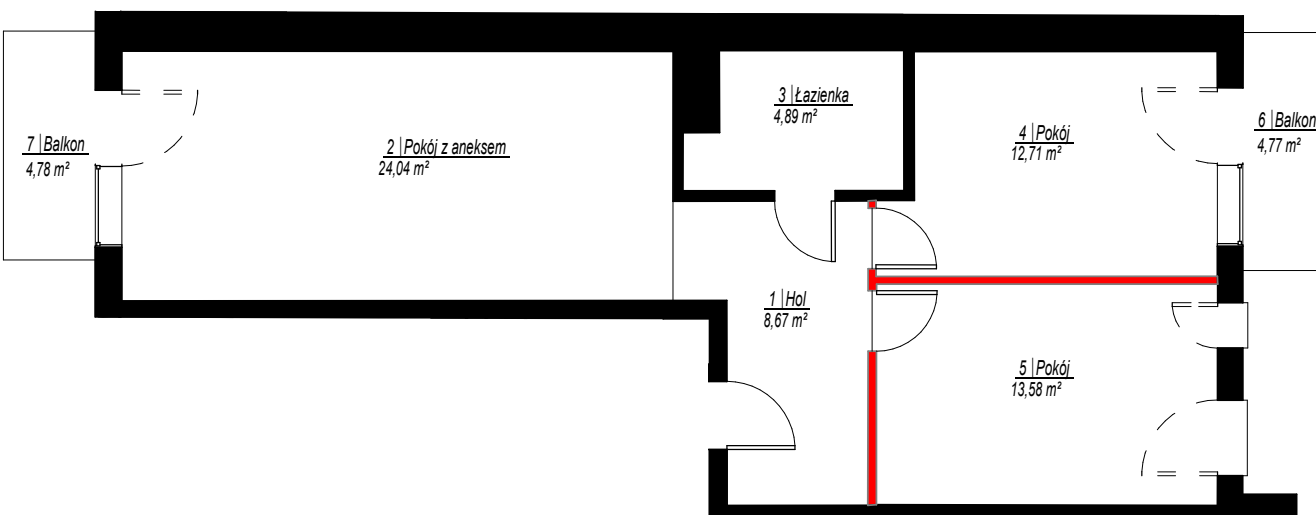 7 | Balkon
4,78 m²
2 | Pokój z aneksem
24,04 m²
3 | Łazienka
4,89 m²
4 | Pokój
12,71 m²
6 | Balkon
4,77 m²
1 | Hol
8,67 m²
5 | Pokój
13,58 m²